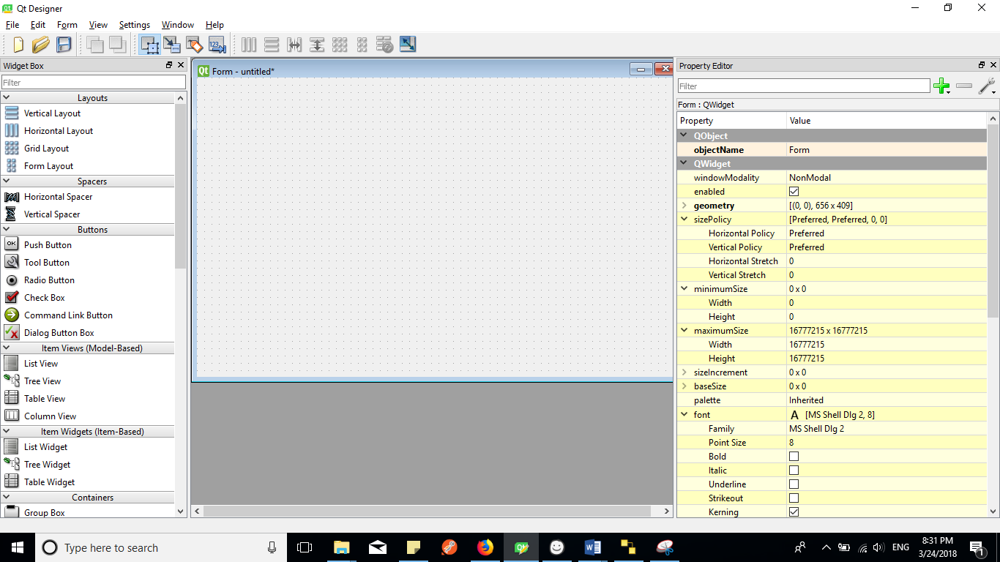 Qt Designer
File Edit Form View Settings Window Help
Widget Box
Filter
Layouts
Vertical Layout
Horizontal Layout
Grid Layout
Form Layout
Spacers
Horizontal Spacer
Vertical Spacer
Buttons
OK Push Button
Tool Button
Radio Button
Check Box
Command Link Button
Dialog Button Box
Item Views (Model-Based)
List View
Tree View
Table View
Column View
Item Widgets (Item-Based)
List Widget
Tree Widget
Table Widget
Containers
Group Box
Qt Form - untitled*
Property Editor
Filter
Form : QWidget
Property Value
QObject
objectName Form
QWidget
windowModality NonModal
enabled
geometry [(0, 0), 656 x 409]
sizePolicy [Preferred, Preferred, 0, 0]
Horizontal Policy Preferred
Vertical Policy Preferred
Horizontal Stretch 0
Vertical Stretch 0
minimumSize 0 x 0
Width 0
Height 0
maximumSize 16777215 x 16777215
Width 16777215
Height 16777215
sizeIncrement 0 x 0
baseSize 0 x 0
palette Inherited
font A [MS Shell Dlg 2, 8]
Family MS Shell Dlg 2
Point Size 8
Bold
Italic
Underline
Strikeout
Kerning
Type here to search
ENG
8:31 PM
3/24/2018
1